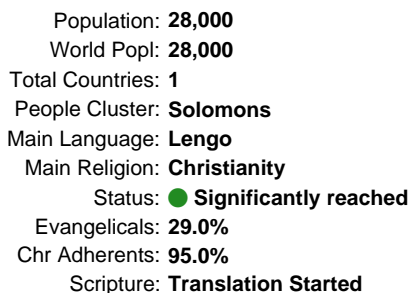 Population: 28,000
World Popl: 28,000
Total Countries: 1
People Cluster: Solomons
Main Language: Lengo
Main Religion: Christianity
Status: Significantly reached
Evangelicals: 29.0%
Chr Adherents: 95.0%
Scripture: Translation Started